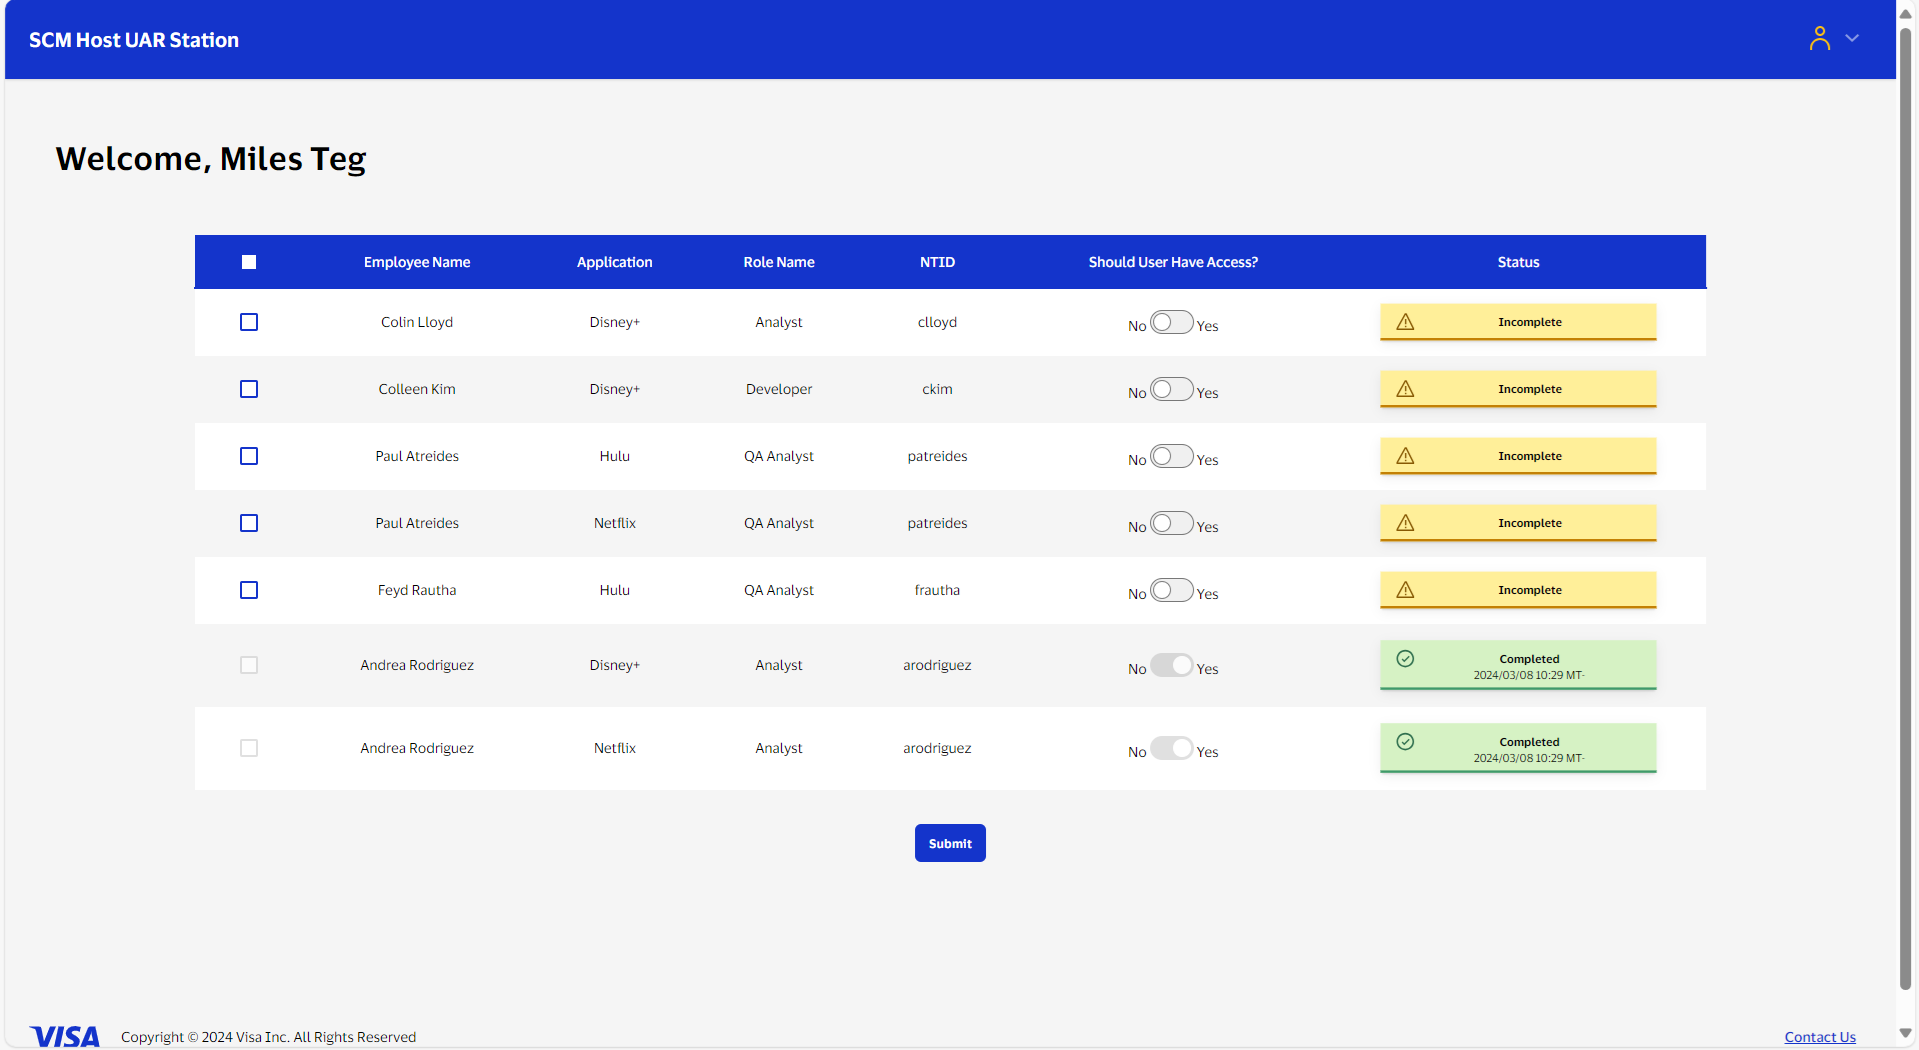 SCM Host UAR Station
Welcome, Miles Teg
Employee Name Application Role Name NTID Should User Have Access? Status
Colin Lloyd Disney+ Analyst clloyd No Yes Incomplete
Colleen Kim Disney+ Developer ckim No Yes Incomplete
Paul Atreides Hulu QA Analyst patreides No Yes Incomplete
Paul Atreides Netflix QA Analyst patreides No Yes Incomplete
Feyd Rautha Hulu QA Analyst frautha No Yes Incomplete
Andrea Rodriguez Disney+ Analyst arodriguez No Yes Completed
2024/03/08 10:29 MT-
Andrea Rodriguez Netflix Analyst arodriguez No Yes Completed
2024/03/08 10:29 MT-
Submit
VISA Copyright © 2024 Visa Inc. All Rights Reserved Contact Us